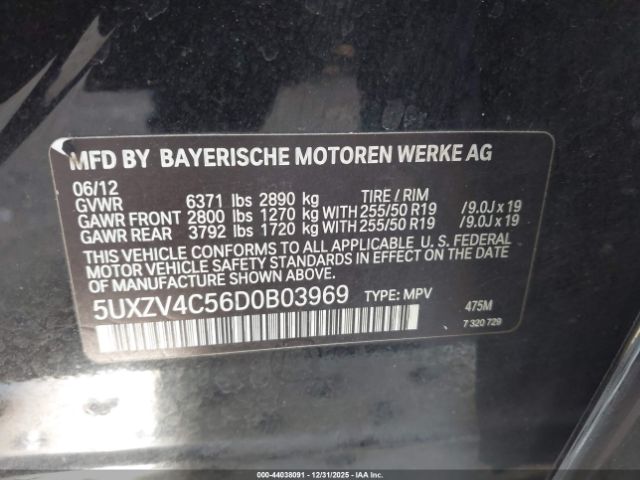 MFD BY BAYERISCHE MOTOREN WERKE AG
06/12 TIRE / RIM
GVWR 6371 lbs 2890 kg
GAWR FRONT 2800 lbs 1270 kg WITH 255/50 R19 / 9.0J x 19
GAWR REAR 3792 lbs 1720 kg WITH 255/50 R19 / 9.0J x 19
THIS VEHICLE CONFORMS TO ALL APPLICABLE U. S. FEDERAL
MOTOR VEHICLE SAFETY STANDARDS IN EFFECT ON THE DATE
OF MANUFACTURE SHOWN ABOVE.
5UXZV4C56D0B03969 TYPE: MPV 475M
7 320 729
000-44038091 - 12/31/2025 - IAA Inc.